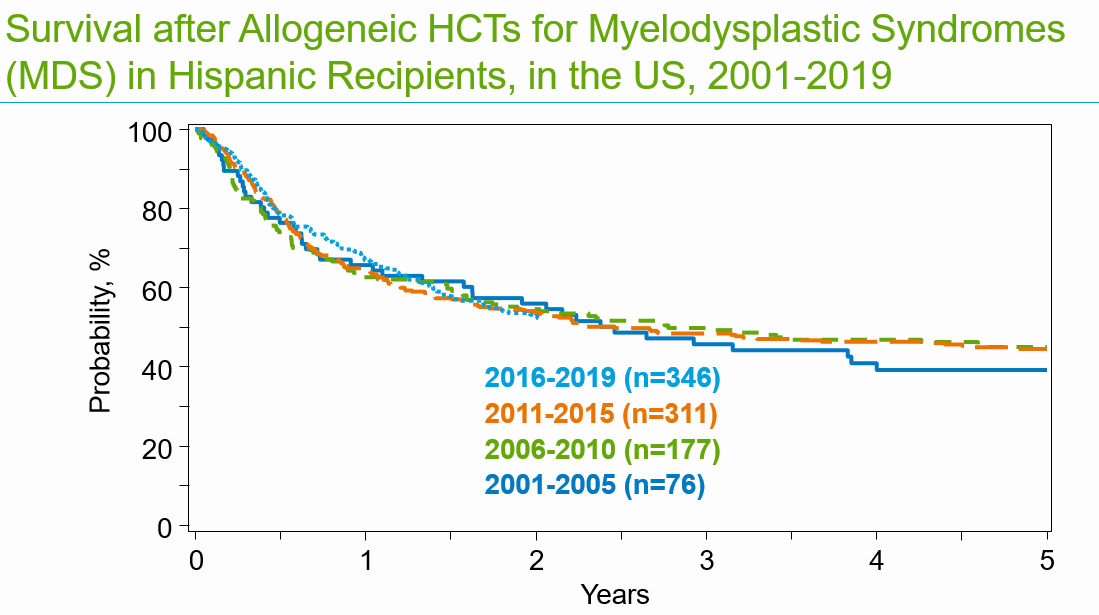 Survival after Allogeneic HCTs for Myelodysplastic Syndromes
(MDS) in Hispanic Recipients, in the US, 2001-2019
100
80
60
40
20
0
Probability, %
2016-2019 (n=346)
2011-2015 (n=311)
2006-2010 (n=177)
2001-2005 (n=76)
0 1 2 3 4 5
Years